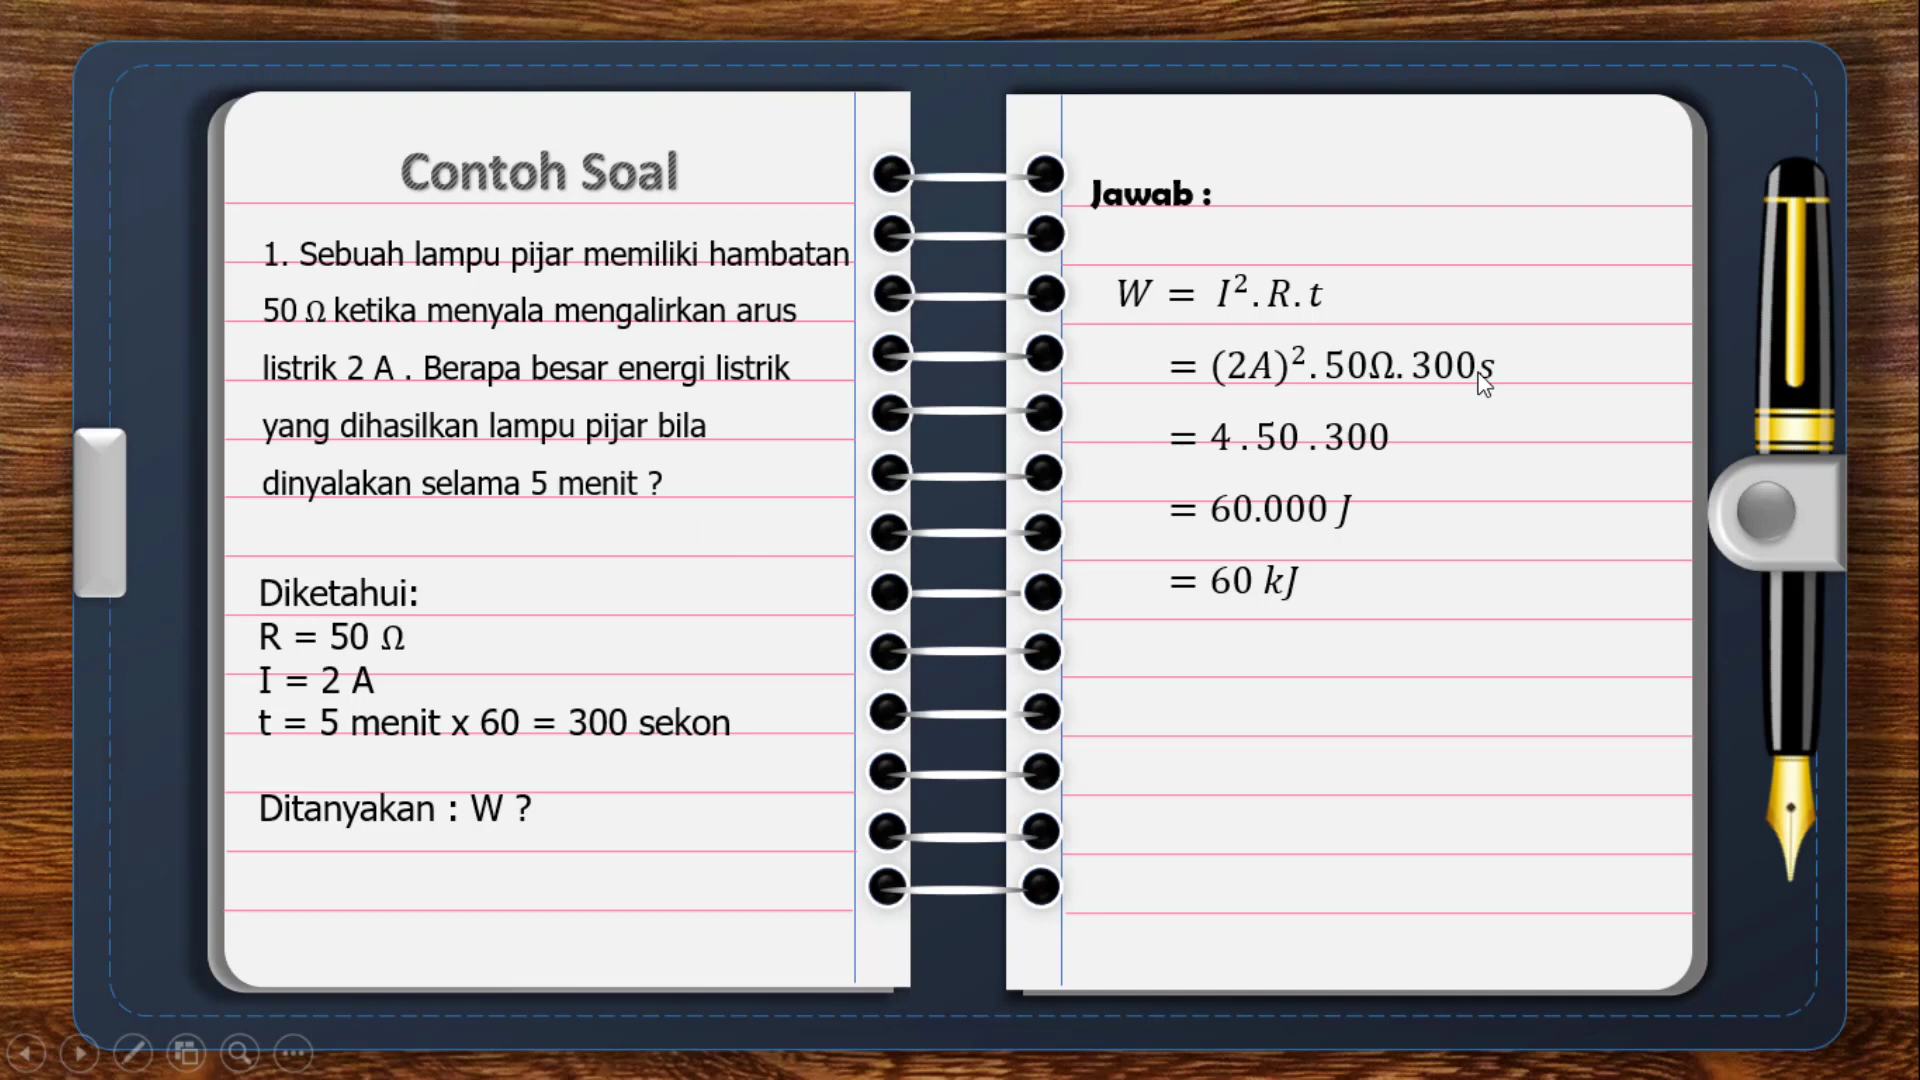 Contoh Soal
1. Sebuah lampu pijar memiliki hambatan
50 Ω ketika menyala mengalirkan arus
listrik 2 A . Berapa besar energi listrik
yang dihasilkan lampu pijar bila
dinyalakan selama 5 menit ?
Diketahui:
R = 50 Ω
I = 2 A
t = 5 menit x 60 = 300 sekon
Ditanyakan : W ?
Jawab :
W = I². R. t
= (2A)². 50Ω. 300s
= 4 . 50 . 300
= 60.000 J
= 60 kJ